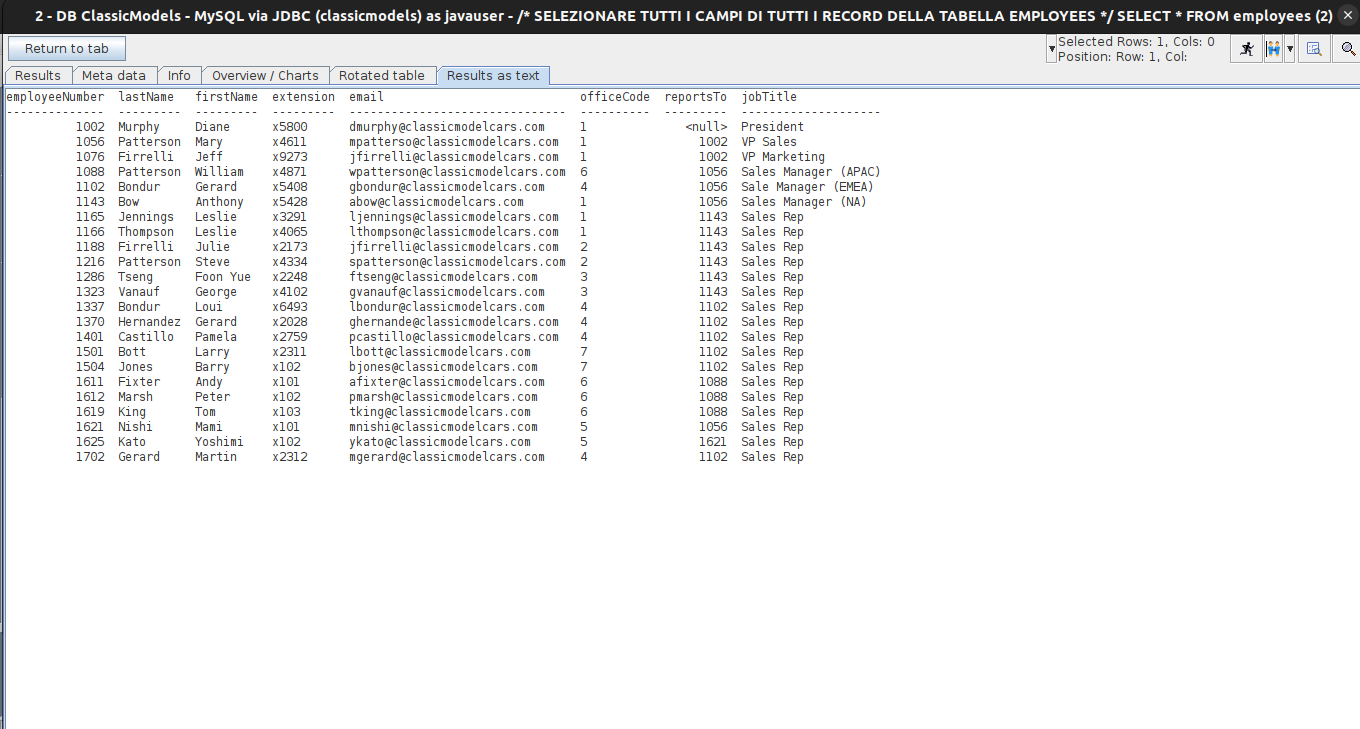 2 - DB ClassicModels - MySQL via JDBC (classicmodels) as javauser - /* SELEZIONARE TUTTI I CAMPI DI TUTTI I RECORD DELLA TABELLA EMPLOYEES */ SELECT * FROM employees (2)
Return to tab
Selected Rows: 1, Cols: 0
Position: Row: 1, Col:
Results Meta data Info Overview / Charts Rotated table Results as text
employeeNumber lastName firstName extension email officeCode reportsTo jobTitle
-------------- --------- --------- --------- ------------------------------- ---------- --------- --------------------
1002 Murphy Diane x5800 dmurphy@classicmodelcars.com 1 <null> President
1056 Patterson Mary x4611 mpatterso@classicmodelcars.com 1 1002 VP Sales
1076 Firrelli Jeff x9273 jfirrelli@classicmodelcars.com 1 1002 VP Marketing
1088 Patterson William x4871 wpatterson@classicmodelcars.com 6 1056 Sales Manager (APAC)
1102 Bondur Gerard x5408 gbondur@classicmodelcars.com 4 1056 Sale Manager (EMEA)
1143 Bow Anthony x5428 abow@classicmodelcars.com 1 1056 Sales Manager (NA)
1165 Jennings Leslie x3291 ljennings@classicmodelcars.com 1 1143 Sales Rep
1166 Thompson Leslie x4065 lthompson@classicmodelcars.com 1 1143 Sales Rep
1188 Firrelli Julie x2173 jfirrelli@classicmodelcars.com 2 1143 Sales Rep
1216 Patterson Steve x4334 spatterson@classicmodelcars.com 2 1143 Sales Rep
1286 Tseng Foon Yue x2248 ftseng@classicmodelcars.com 3 1143 Sales Rep
1323 Vanauf George x4102 gvanauf@classicmodelcars.com 3 1143 Sales Rep
1337 Bondur Loui x6493 lbondur@classicmodelcars.com 4 1102 Sales Rep
1370 Hernandez Gerard x2028 ghernande@classicmodelcars.com 4 1102 Sales Rep
1401 Castillo Pamela x2759 pcastillo@classicmodelcars.com 4 1102 Sales Rep
1501 Bott Larry x2311 lbott@classicmodelcars.com 7 1102 Sales Rep
1504 Jones Barry x102 bjones@classicmodelcars.com 7 1102 Sales Rep
1611 Fixter Andy x101 afixter@classicmodelcars.com 6 1088 Sales Rep
1612 Marsh Peter x102 pmarsh@classicmodelcars.com 6 1088 Sales Rep
1619 King Tom x103 tking@classicmodelcars.com 6 1088 Sales Rep
1621 Nishi Mami x101 mnishi@classicmodelcars.com 5 1056 Sales Rep
1625 Kato Yoshimi x102 ykato@classicmodelcars.com 5 1621 Sales Rep
1702 Gerard Martin x2312 mgerard@classicmodelcars.com 4 1102 Sales Rep